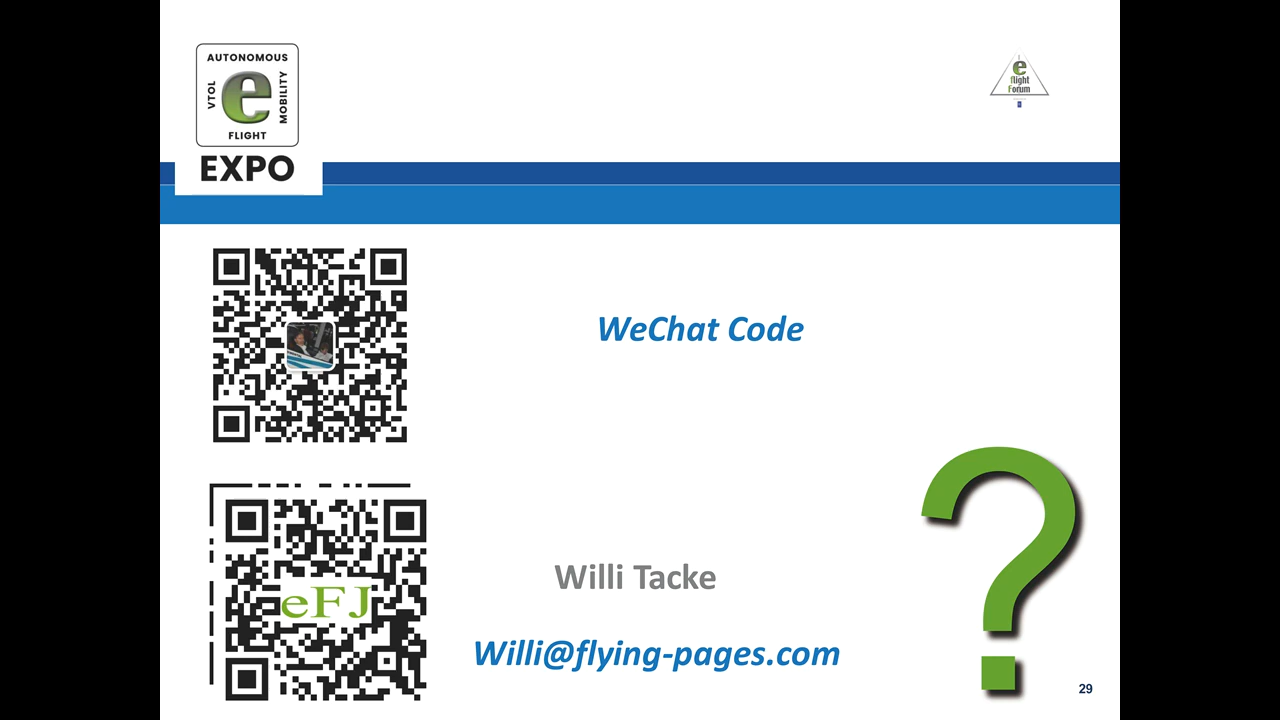 AUTONOMOUS
VTOL
e
MOBILITY
FLIGHT
EXPO
e
flight
Forum
WeChat Code
eFJ
Willi Tacke
Willi@flying-pages.com
?
29